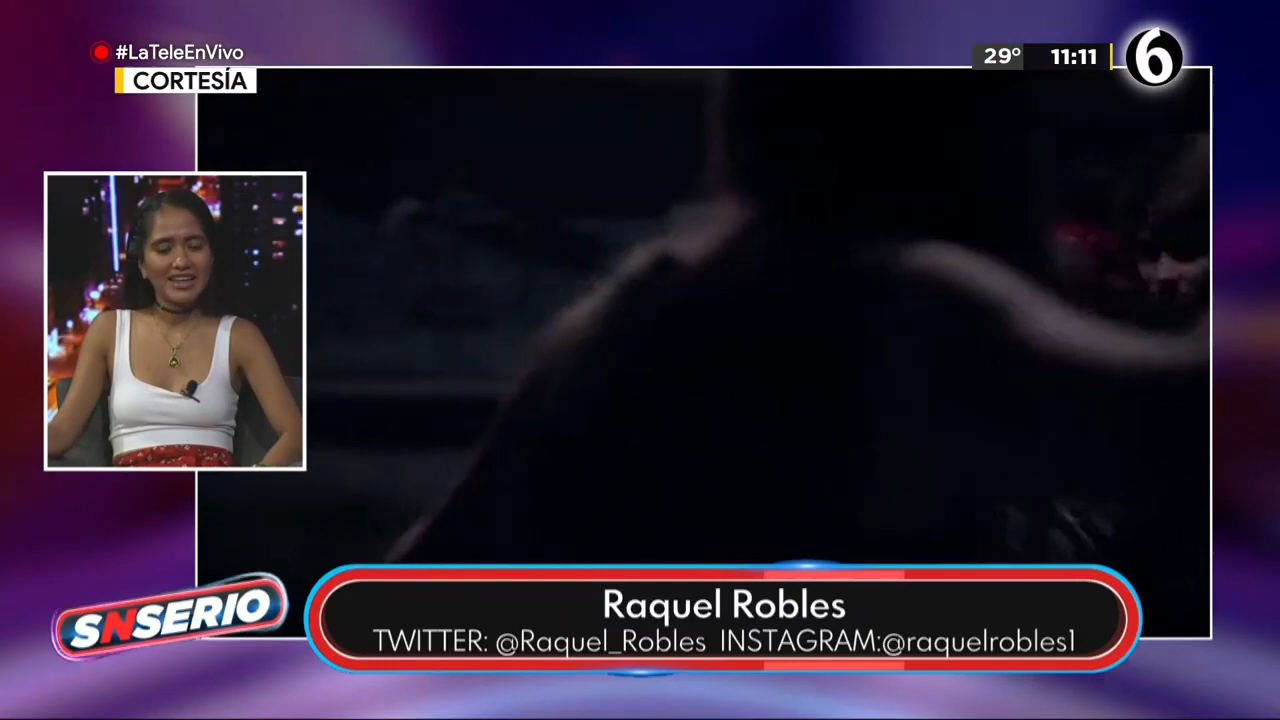 #LaTeleEnVivo
CORTESÍA
29° 11:11 6
SNSERIO
Raquel Robles
TWITTER: @Raquel_Robles INSTAGRAM:@raquelrobles1